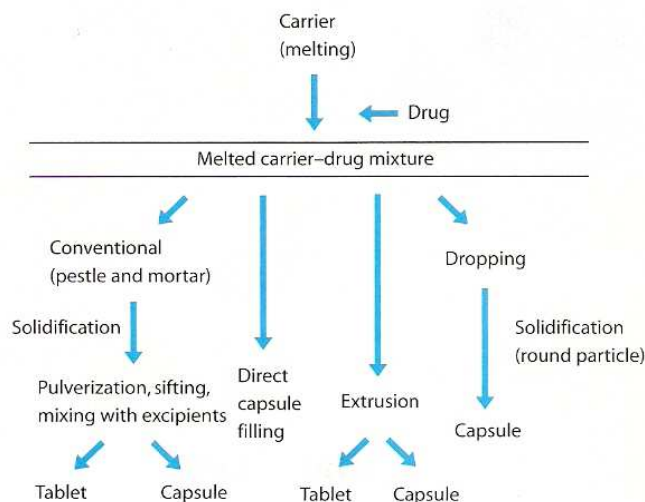 Carrier
(melting)
Drug
Melted carrier–drug mixture
Conventional
(pestle and mortar)
Dropping
Solidification
Solidification
(round particle)
Pulverization, sifting,
mixing with excipients
Direct
capsule
filling
Extrusion
Capsule
Tablet
Capsule
Tablet
Capsule